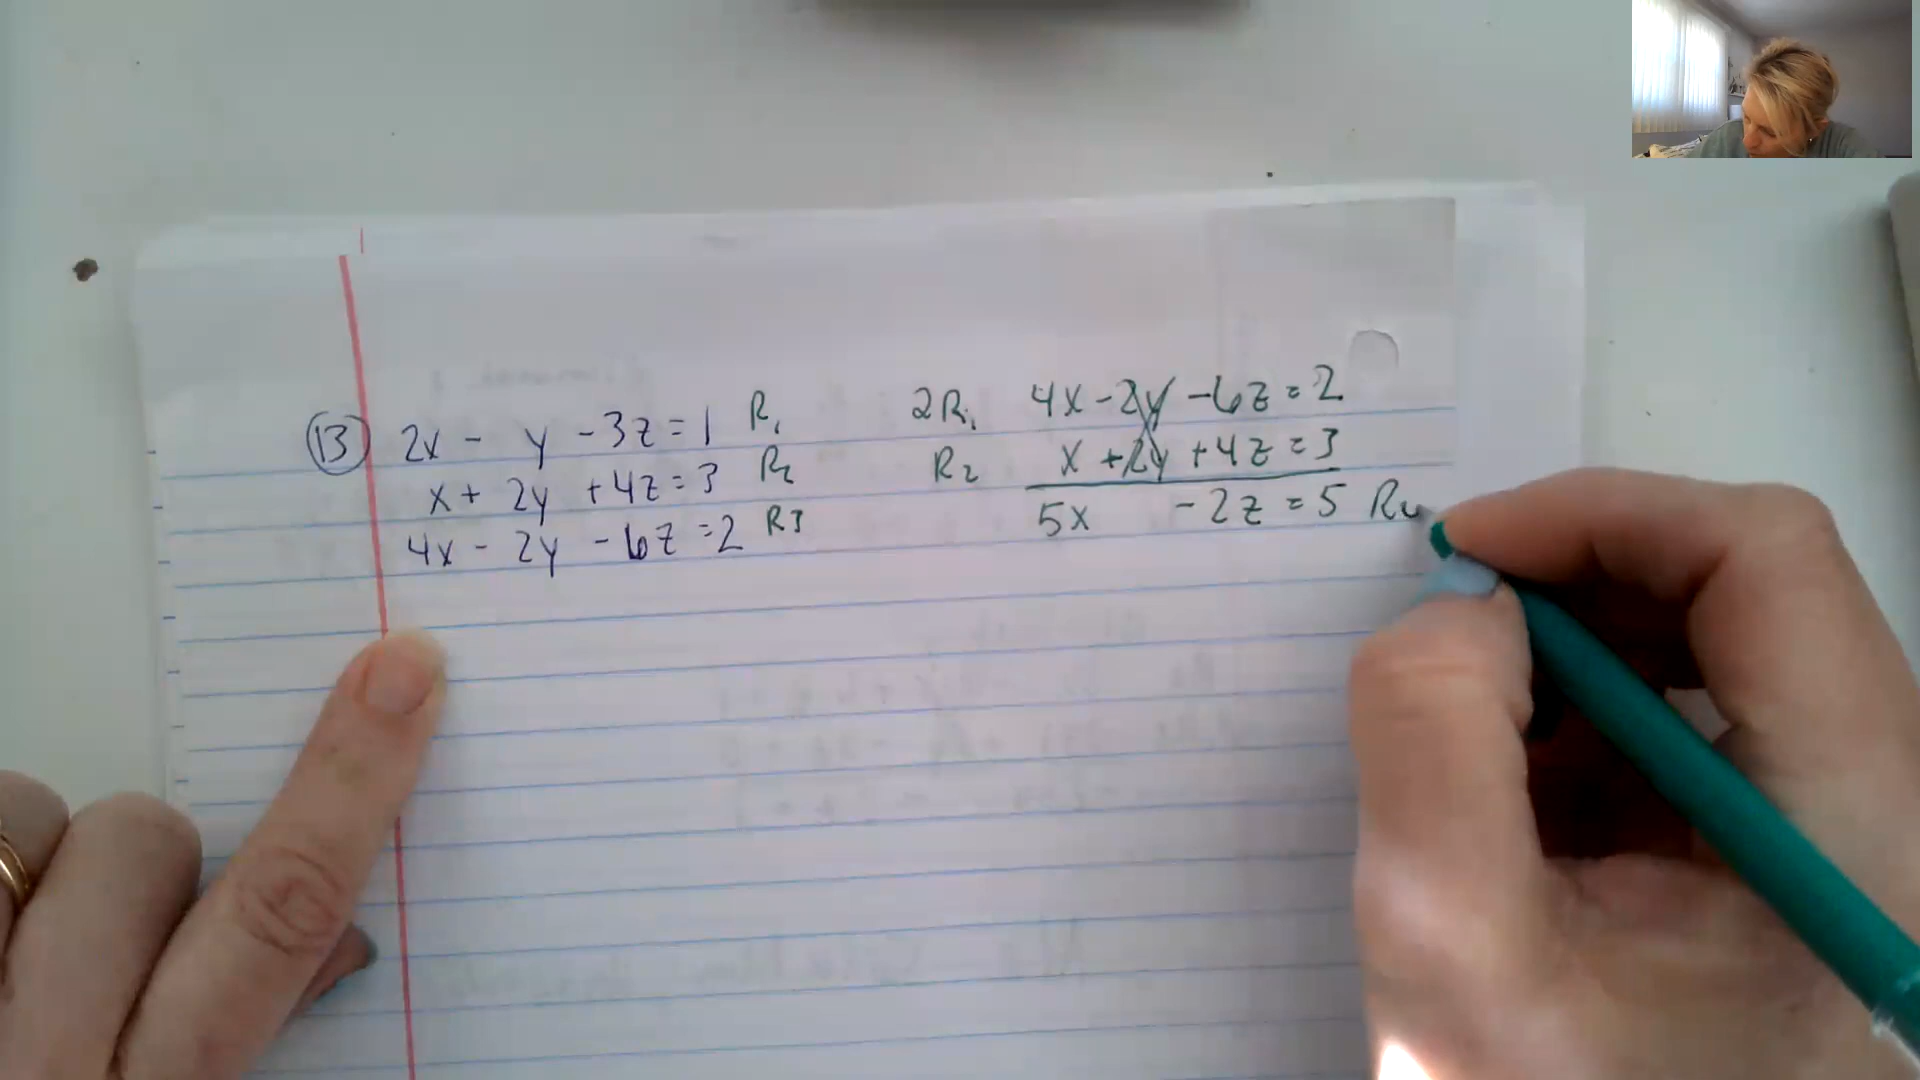 (13) 2x - y - 3z = 1 R₁
x + 2y + 4z = 3 R₂
4x - 2y - 6z = 2 R3
2R₁ 4x - 2y - 6z = 2
R₂ x + 2y + 4z = 3
5x - 2z = 5 R4